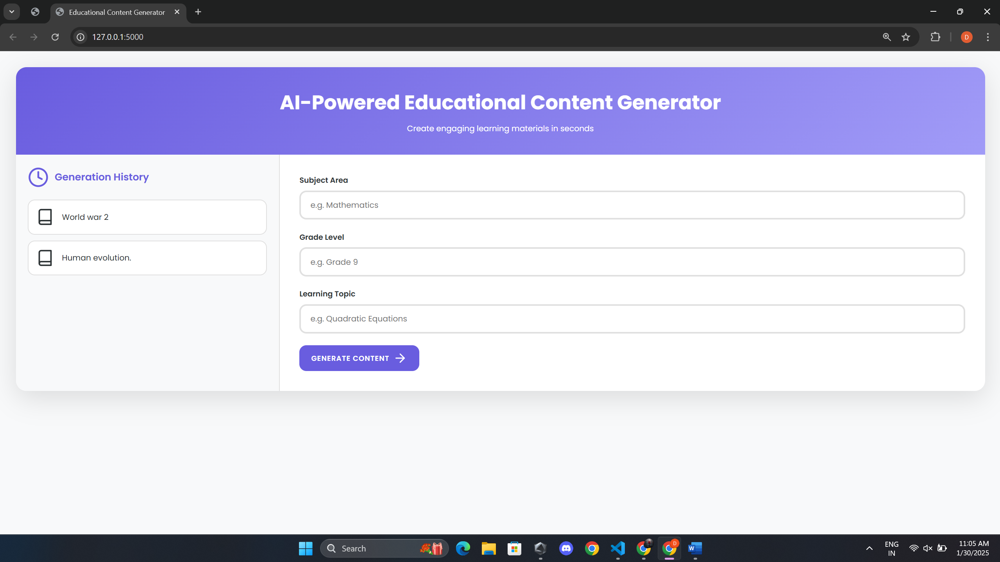 Educational Content Generator
127.0.0.1:5000
D
AI-Powered Educational Content Generator
Create engaging learning materials in seconds
Generation History
World war 2
Human evolution.
Subject Area
e.g. Mathematics
Grade Level
e.g. Grade 9
Learning Topic
e.g. Quadratic Equations
GENERATE CONTENT
Search
D
W
ENG
IN
11:05 AM
1/30/2025